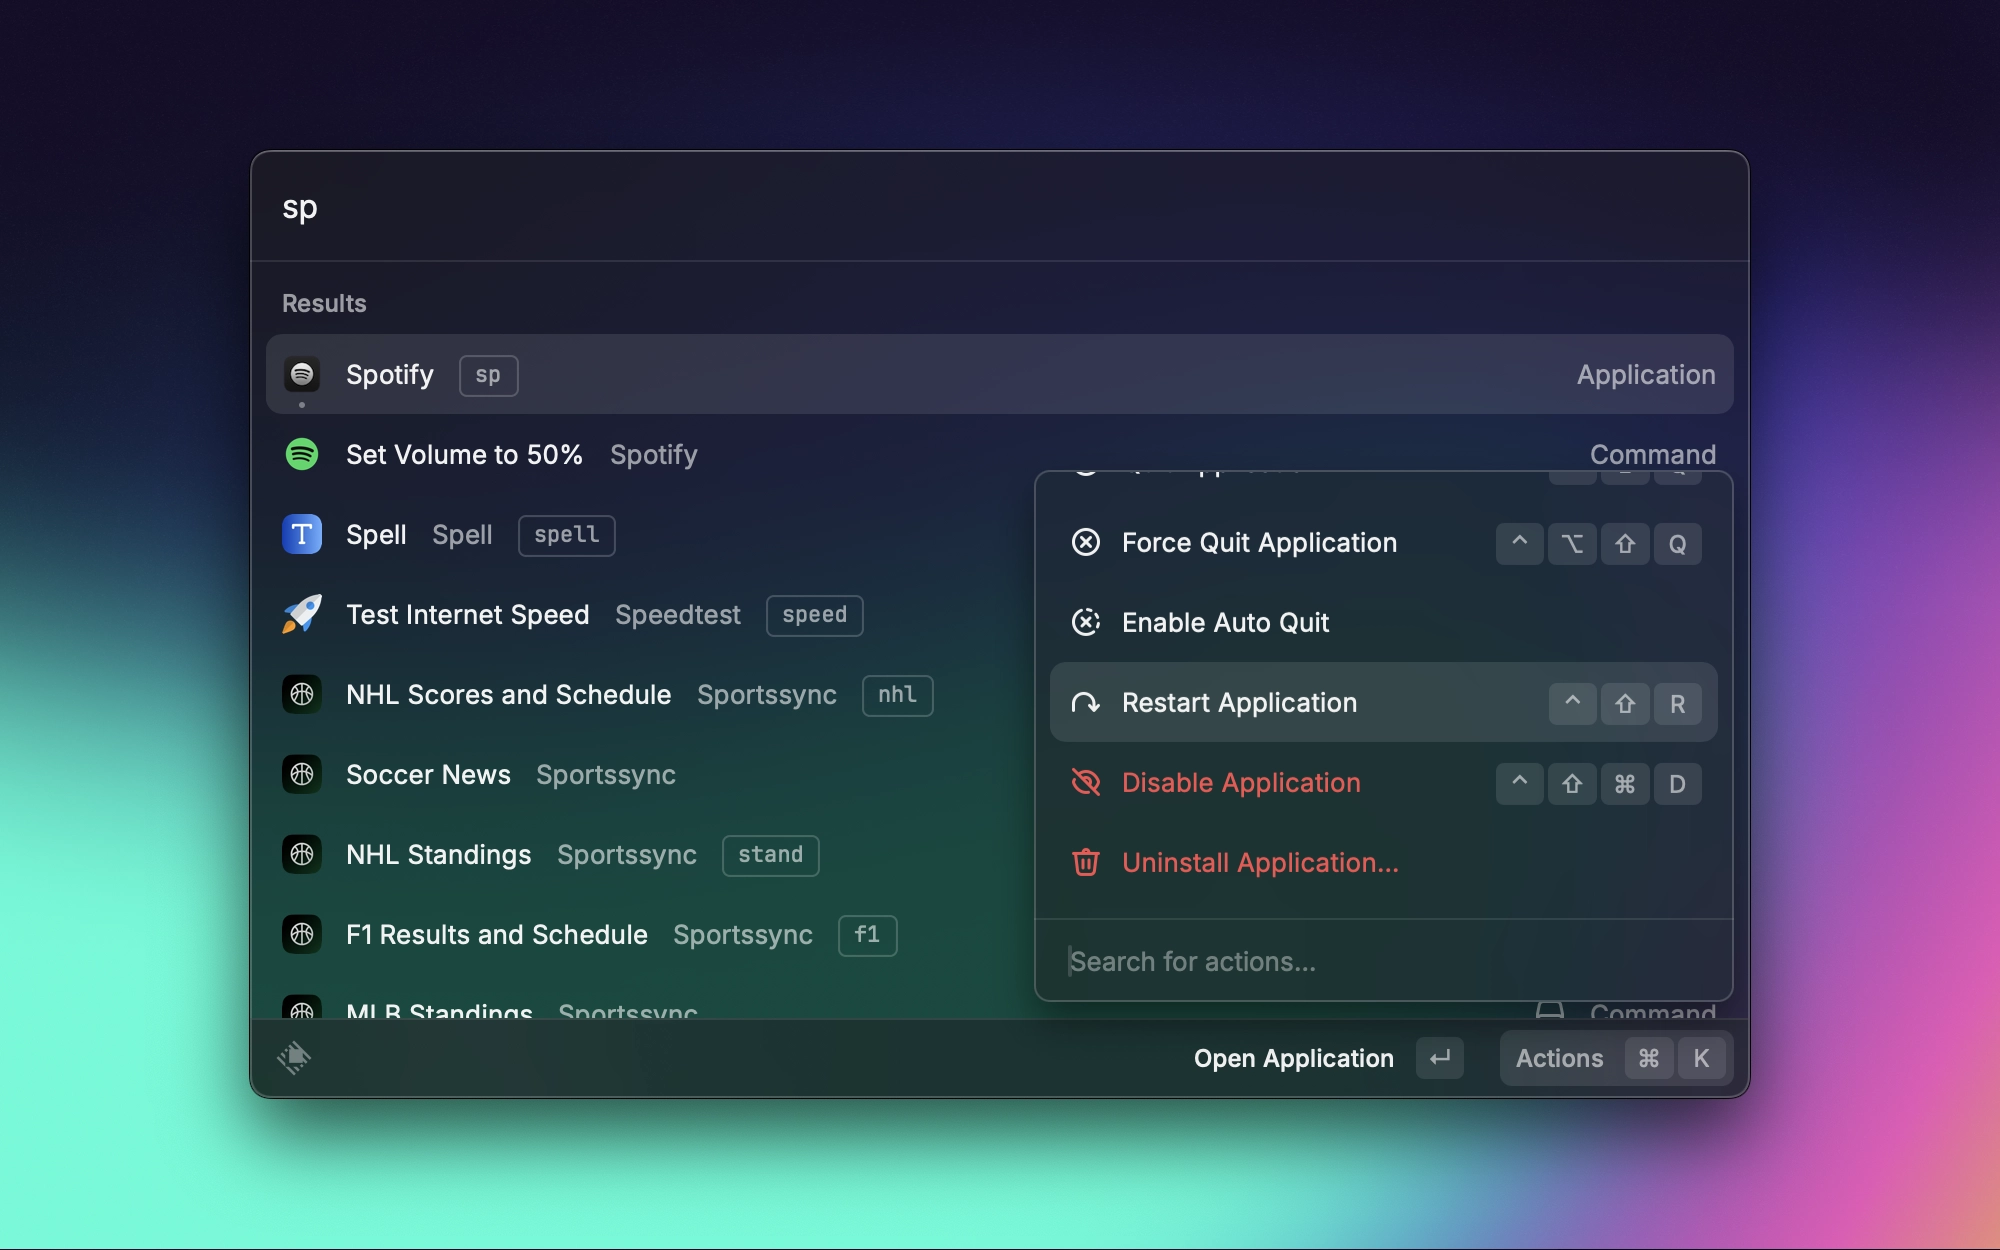 sp
Results
Spotify sp Application
Set Volume to 50% Spotify Command
Spell Spell spell
Test Internet Speed Speedtest speed
NHL Scores and Schedule Sportssync nhl
Soccer News Sportssync
NHL Standings Sportssync stand
F1 Results and Schedule Sportssync f1
MLB Standings Sportssync Command
Force Quit Application ^ ⌥ ⇧ Q
Enable Auto Quit
Restart Application ^ ⇧ R
Disable Application ^ ⇧ ⌘ D
Uninstall Application...
Search for actions...
Open Application ↵ Actions ⌘ K